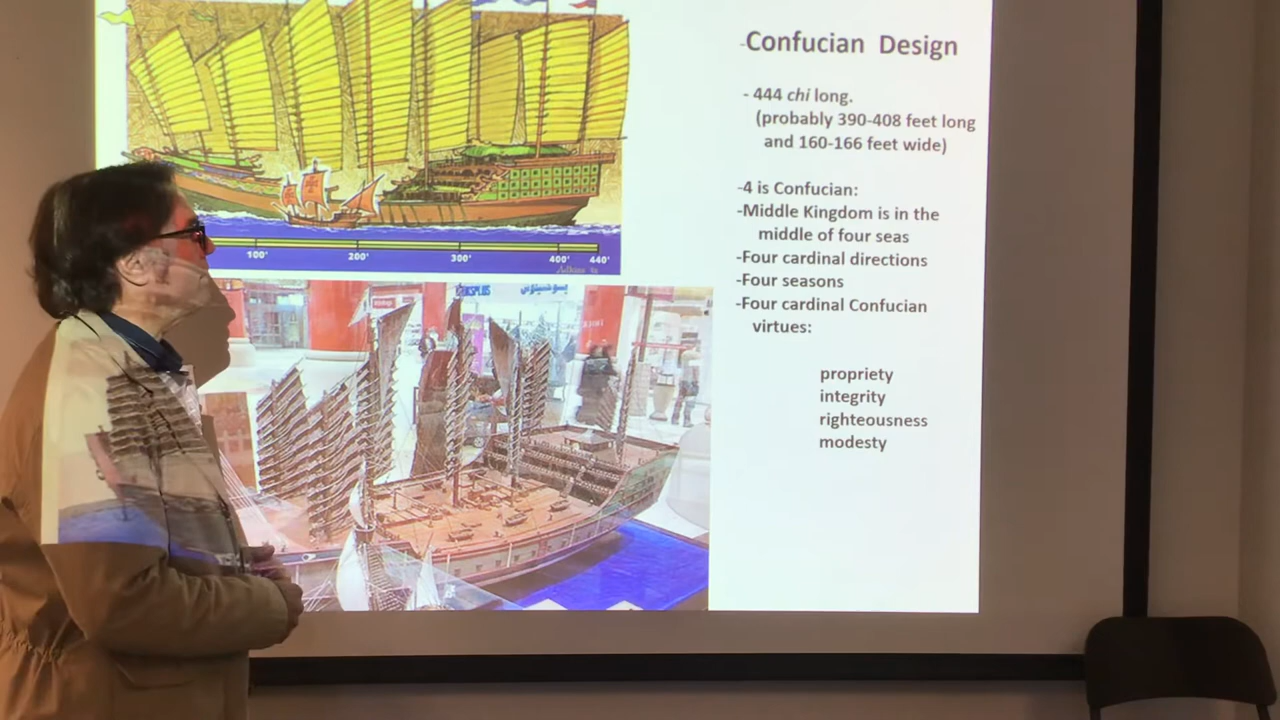 -Confucian Design
- 444 chi long.
(probably 390-408 feet long
and 160-166 feet wide)
-4 is Confucian:
-Middle Kingdom is in the
middle of four seas
-Four cardinal directions
-Four seasons
-Four cardinal Confucian
virtues:
propriety
integrity
righteousness
modesty
100' 200' 300' 400' 440'